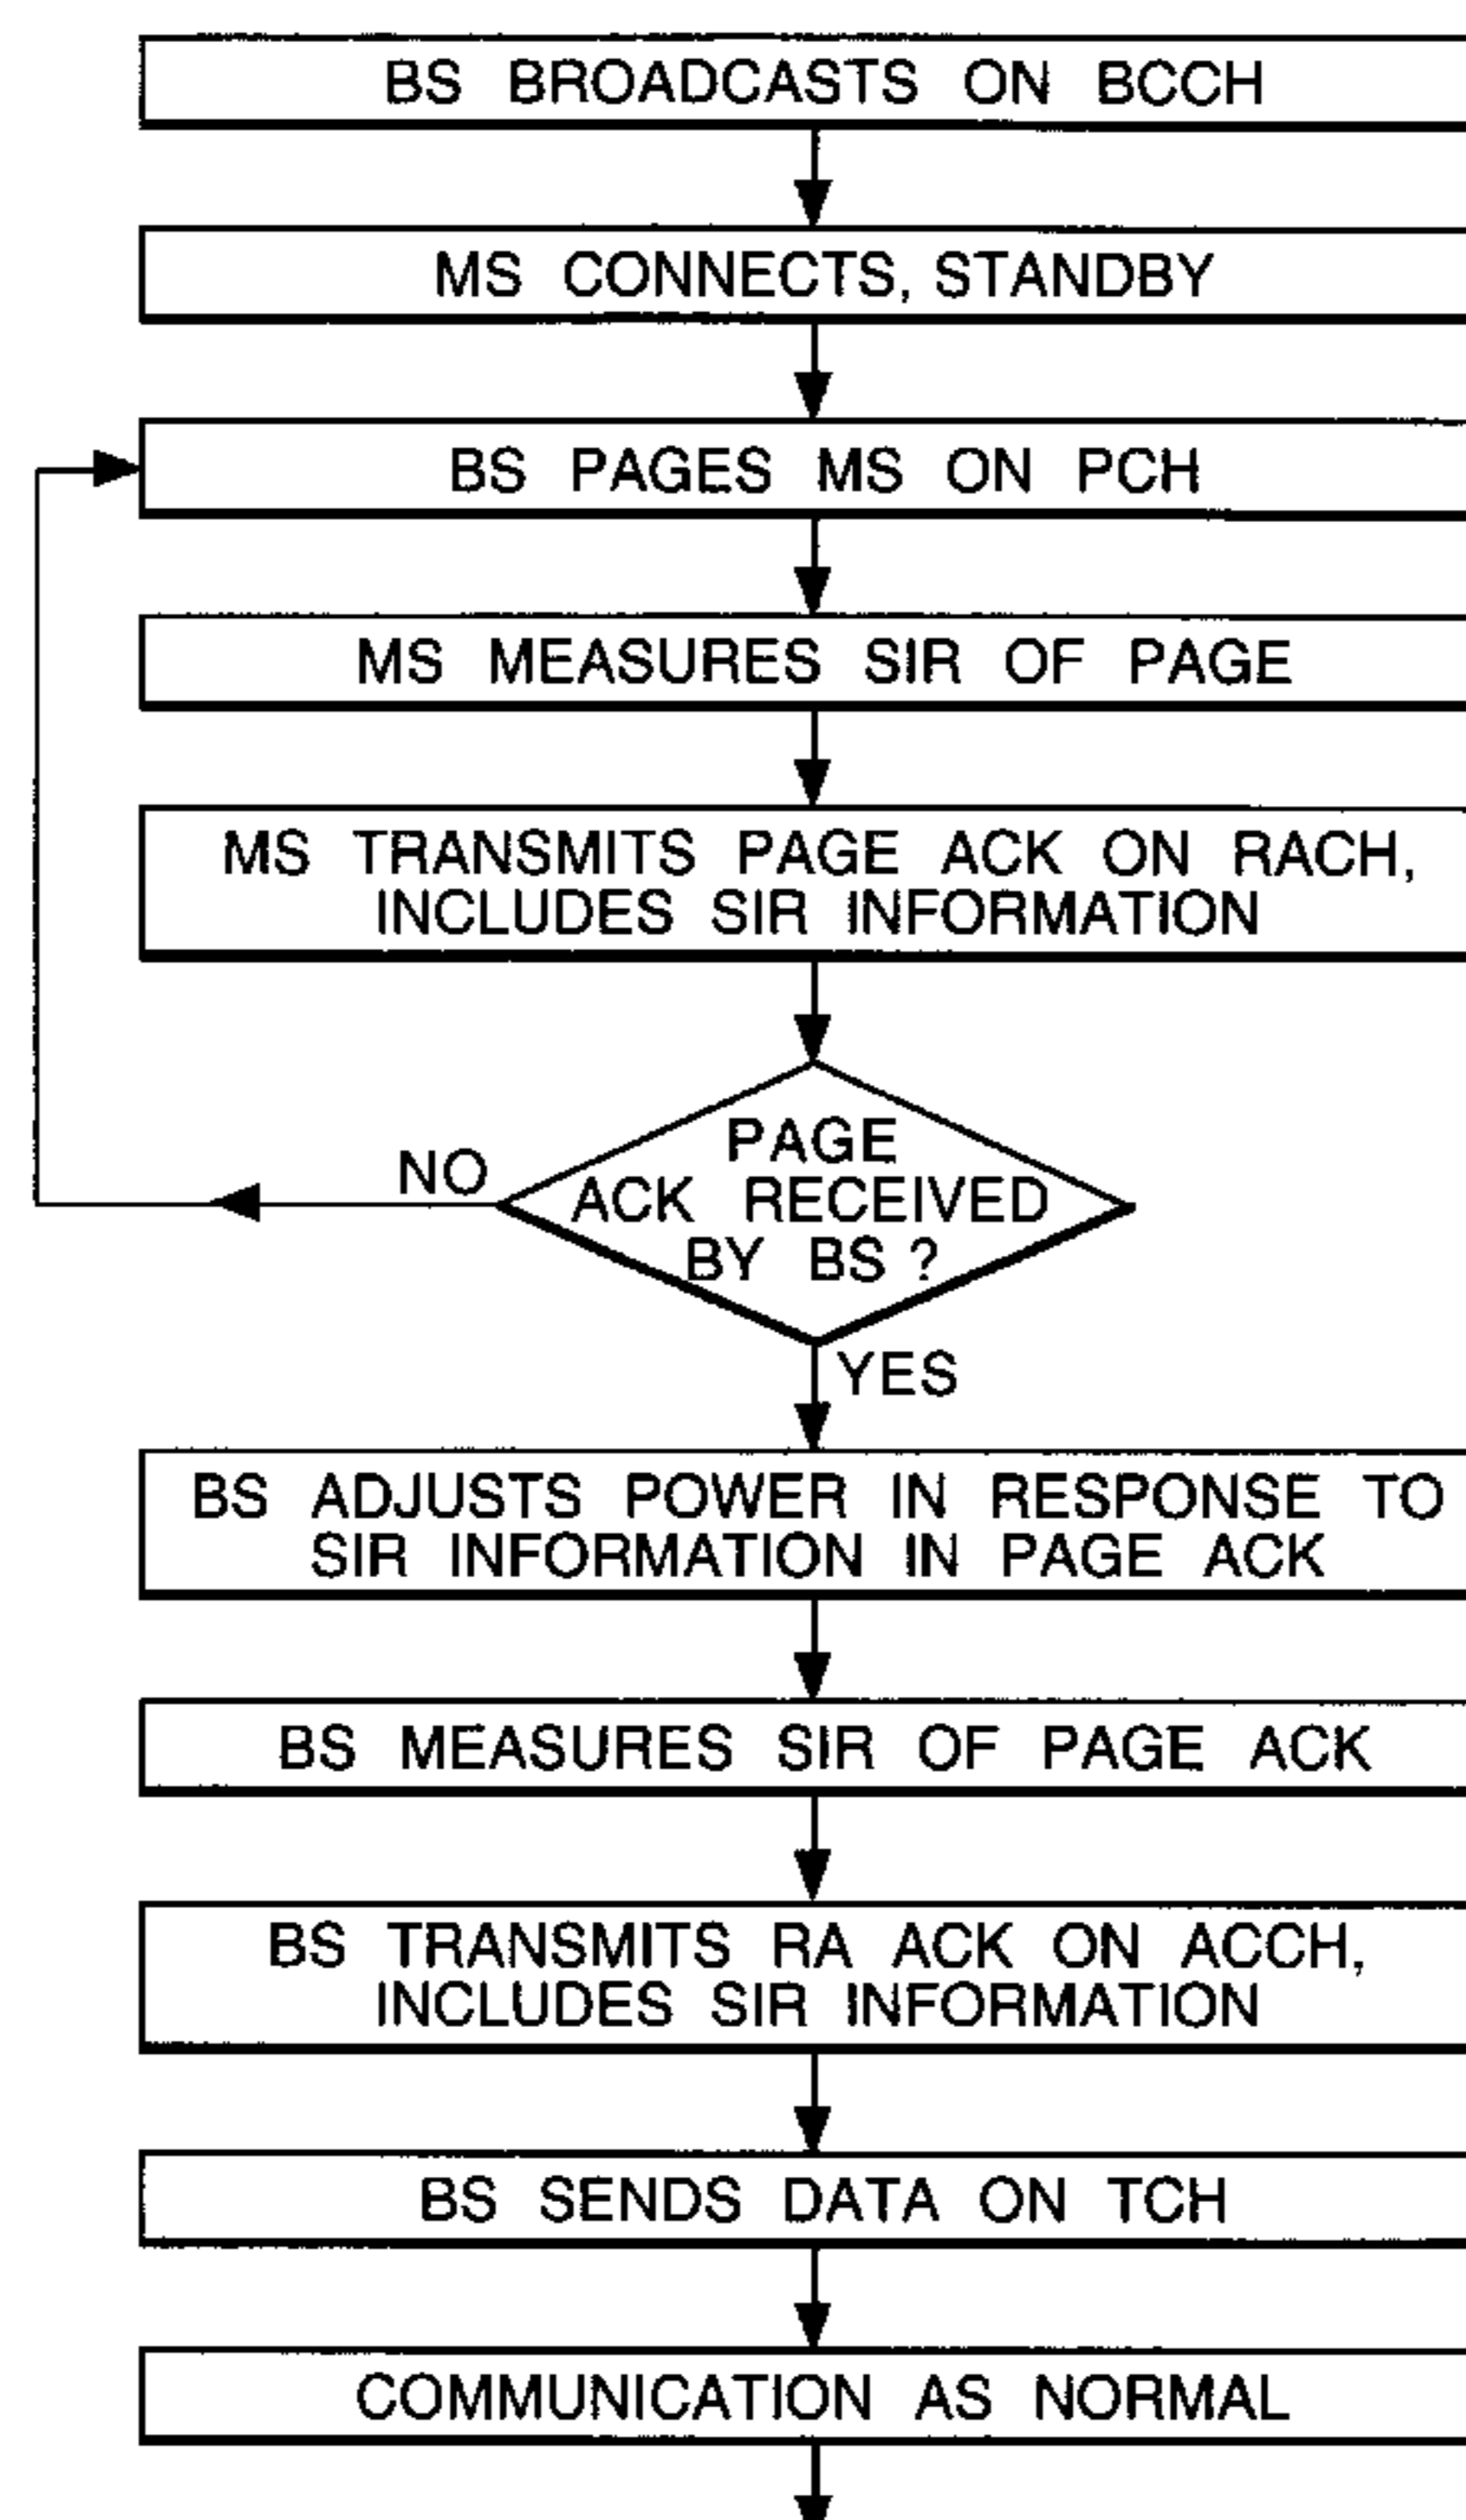 BS BROADCASTS ON BCCH
MS CONNECTS, STANDBY
BS PAGES MS ON PCH
MS MEASURES SIR OF PAGE
MS TRANSMITS PAGE ACK ON RACH,
INCLUDES SIR INFORMATION
PAGE
ACK RECEIVED
BY BS ?
NO
YES
BS ADJUSTS POWER IN RESPONSE TO
SIR INFORMATION IN PAGE ACK
BS MEASURES SIR OF PAGE ACK
BS TRANSMITS RA ACK ON ACCH,
INCLUDES SIR INFORMATION
BS SENDS DATA ON TCH
COMMUNICATION AS NORMAL